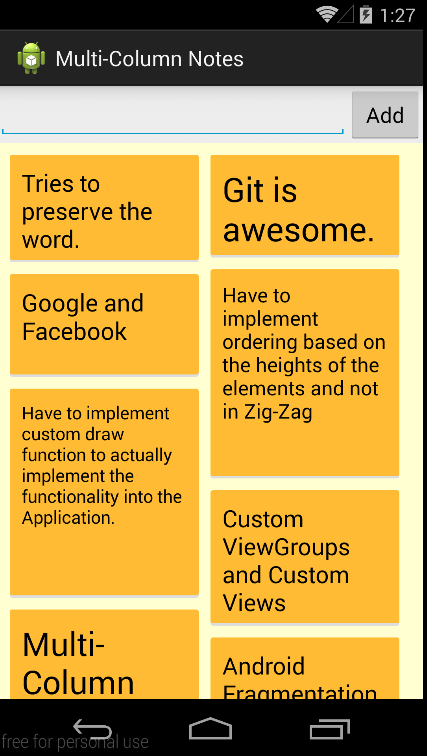 1:27
Multi-Column Notes
Add
Tries to
preserve the
word.
Git is
awesome.
Google and
Facebook
Have to
implement
ordering based on
the heights of the
elements and not
in Zig-Zag
Have to implement
custom draw
function to actually
implement the
functionality into the
Application.
Custom
ViewGroups
and Custom
Views
Multi-
Column
Android
Fragmentation
free for personal use